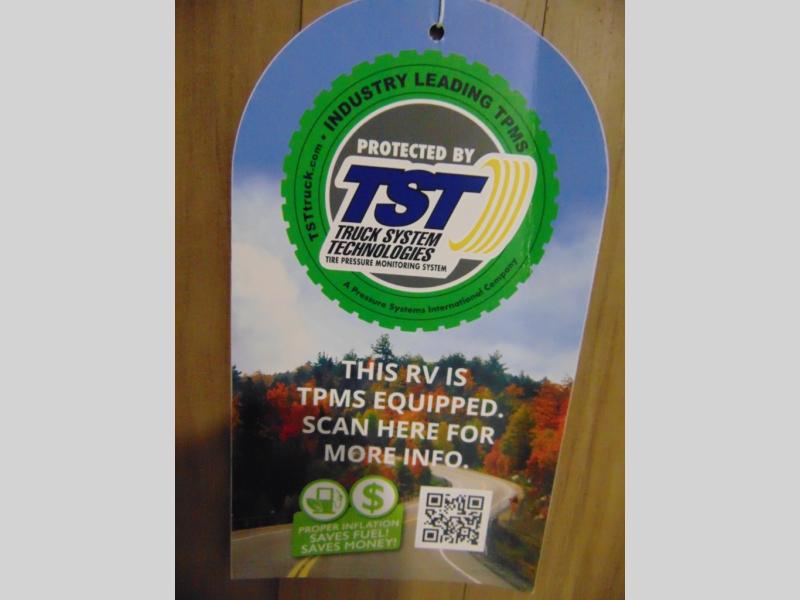 TSTtruck.com • INDUSTRY LEADING TPMS
PROTECTED BY
TST
TRUCK SYSTEM
TECHNOLOGIES
TIRE PRESSURE MONITORING SYSTEM
A Pressure Systems International Company
THIS RV IS
TPMS EQUIPPED.
SCAN HERE FOR
MORE INFO.
$
PROPER INFLATION
SAVES FUEL!
SAVES MONEY!